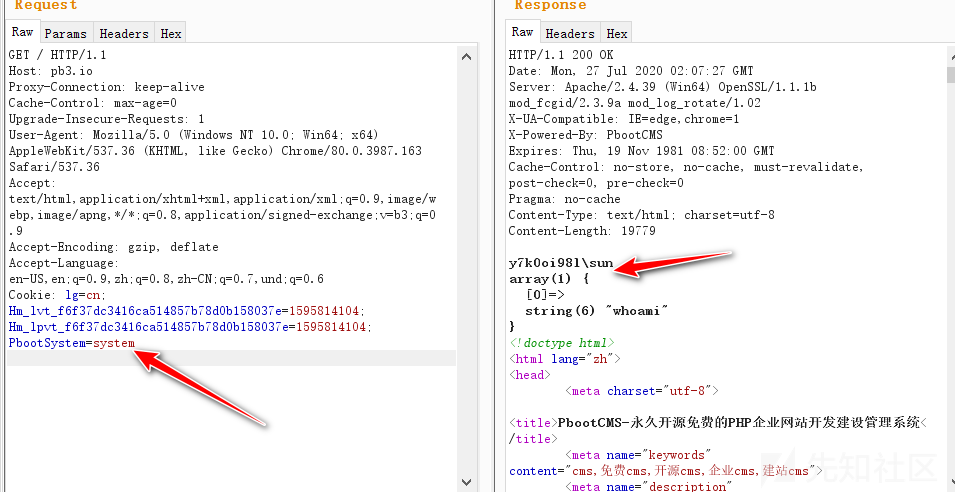 Request
Raw Params Headers Hex
GET / HTTP/1.1
Host: pb3.io
Proxy-Connection: keep-alive
Cache-Control: max-age=0
Upgrade-Insecure-Requests: 1
User-Agent: Mozilla/5.0 (Windows NT 10.0; Win64; x64)
AppleWebKit/537.36 (KHTML, like Gecko) Chrome/80.0.3987.163
Safari/537.36
Accept:
text/html,application/xhtml+xml,application/xml;q=0.9,image/w
ebp,image/apng,*/*;q=0.8,application/signed-exchange;v=b3;q=0
.9
Accept-Encoding: gzip, deflate
Accept-Language:
en-US,en;q=0.9,zh;q=0.8,zh-CN;q=0.7,und;q=0.6
Cookie: lg=cn;
Hm_lvt_f6f37dc3416ca514857b78d0b158037e=1595814104;
Hm_lpvt_f6f37dc3416ca514857b78d0b158037e=1595814104;
PbootSystem=system
Response
Raw Headers Hex
HTTP/1.1 200 OK
Date: Mon, 27 Jul 2020 02:07:27 GMT
Server: Apache/2.4.39 (Win64) OpenSSL/1.1.1b
mod_fcgid/2.3.9a mod_log_rotate/1.02
X-UA-Compatible: IE=edge,chrome=1
X-Powered-By: PbootCMS
Expires: Thu, 19 Nov 1981 08:52:00 GMT
Cache-Control: no-store, no-cache, must-revalidate,
post-check=0, pre-check=0
Pragma: no-cache
Content-Type: text/html; charset=utf-8
Content-Length: 19779
y7k0oi98l\sun
array(1) {
[0]=>
string(6) "whoami"
}
<!doctype html>
<html lang="zh">
<head>
<meta charset="utf-8">
<title>PbootCMS-永久开源免费的PHP企业网站开发建设管理系统<
/title>
<meta name="keywords"
content="cms,免费cms,开源cms,企业cms,建站cms">
<meta name="description"
先知社区